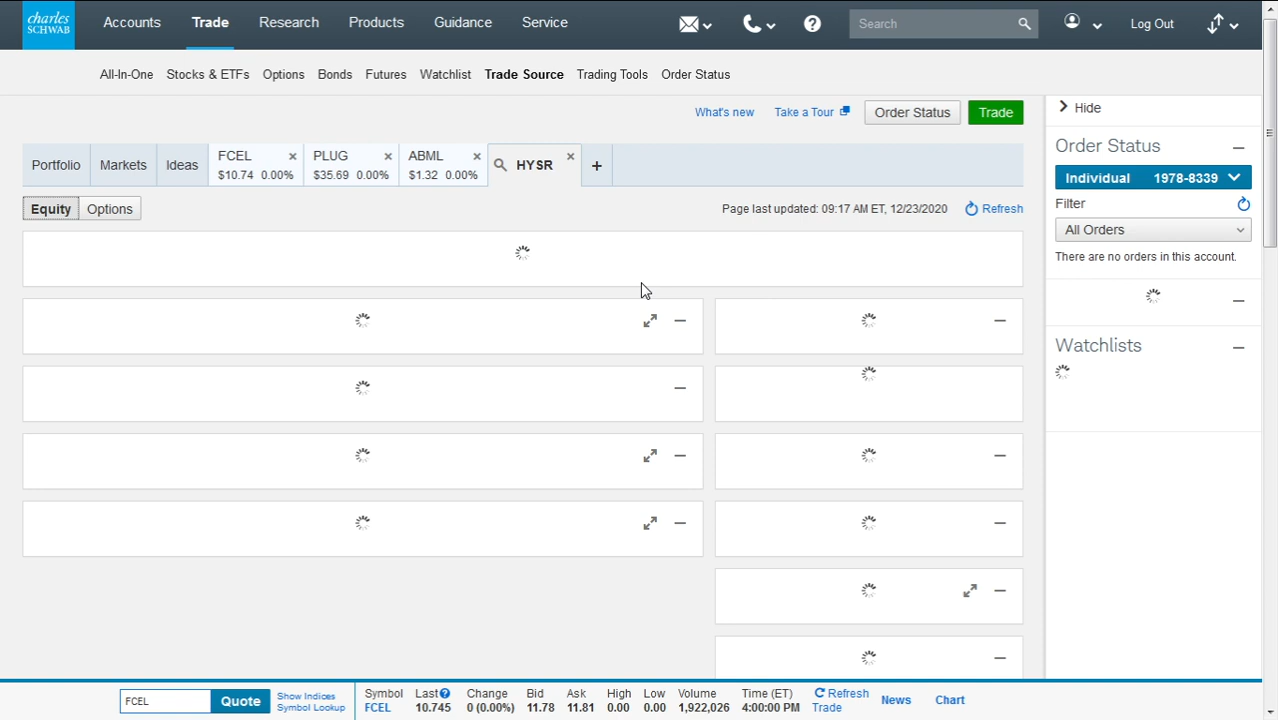 charles
SCHWAB
Accounts Trade Research Products Guidance Service Search Log Out
All-In-One Stocks & ETFs Options Bonds Futures Watchlist Trade Source Trading Tools Order Status
What's new Take a Tour Order Status Trade
Portfolio Markets Ideas
FCEL
$10.74 0.00%
PLUG
$35.69 0.00%
ABML
$1.32 0.00%
HYSR
Equity Options
Page last updated: 09:17 AM ET, 12/23/2020 Refresh
Hide
Order Status
Individual 1978-8339
Filter
All Orders
There are no orders in this account.
Watchlists
FCEL Quote
Show Indices
Symbol Lookup
Symbol Last Change Bid Ask High Low Volume Time (ET) Refresh
FCEL 10.745 0 (0.00%) 11.78 11.81 0.00 0.00 1,922,026 4:00:00 PM Trade
News Chart